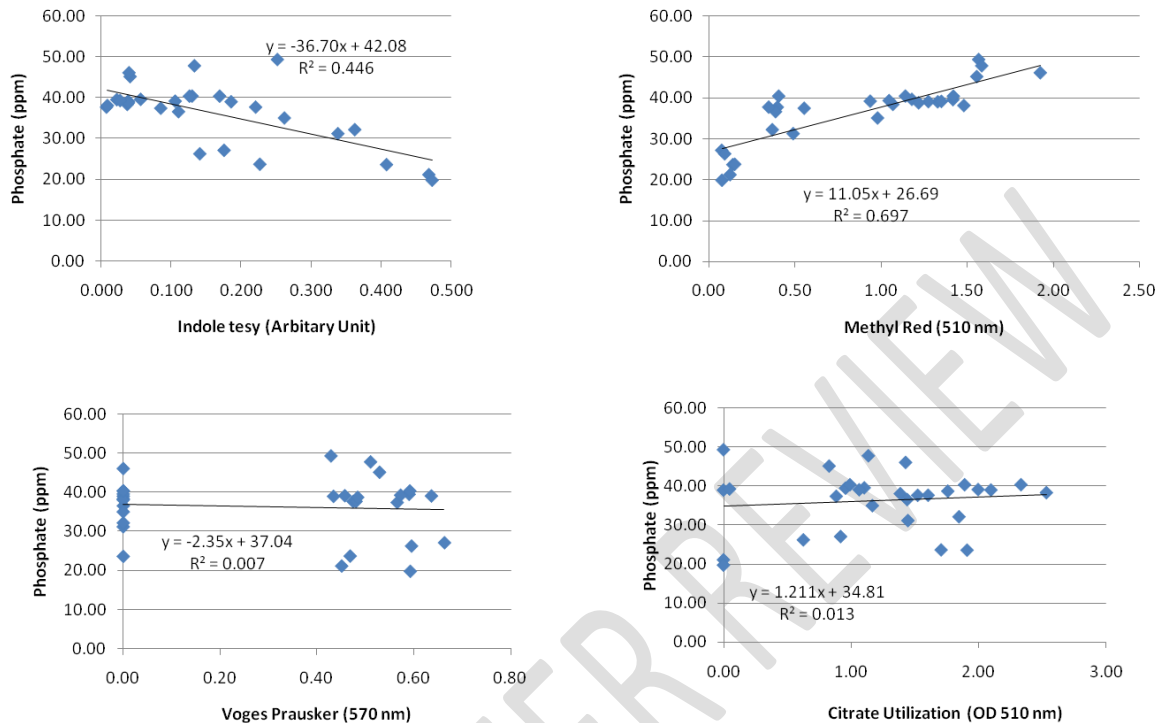 60.00
50.00
40.00
30.00
20.00
10.00
0.00
Phosphate (ppm)
y = -36.70x + 42.08
R² = 0.446
0.000 0.100 0.200 0.300 0.400 0.500
Indole tesy (Arbitary Unit)
60.00
50.00
40.00
30.00
20.00
10.00
0.00
Phosphate (ppm)
y = 11.05x + 26.69
R² = 0.697
0.00 0.50 1.00 1.50 2.00 2.50
Methyl Red (510 nm)
60.00
50.00
40.00
30.00
20.00
10.00
0.00
Phosphate (ppm)
y = -2.35x + 37.04
R² = 0.007
0.00 0.20 0.40 0.60 0.80
Voges Prausker (570 nm)
60.00
50.00
40.00
30.00
20.00
10.00
0.00
Phosphate (ppm)
y = 1.211x + 34.81
R² = 0.013
0.00 1.00 2.00 3.00
Citrate Utilization (OD 510 nm)
ER REVIEW